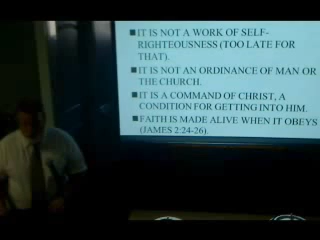 ■IT IS NOT A WORK OF SELF-
RIGHTEOUSNESS (TOO LATE FOR
THAT).
■IT IS NOT AN ORDINANCE OF MAN OR
THE CHURCH.
■IT IS A COMMAND OF CHRIST, A
CONDITION FOR GETTING INTO HIM.
■FAITH IS MADE ALIVE WHEN IT OBEYS
(JAMES 2:24-26).